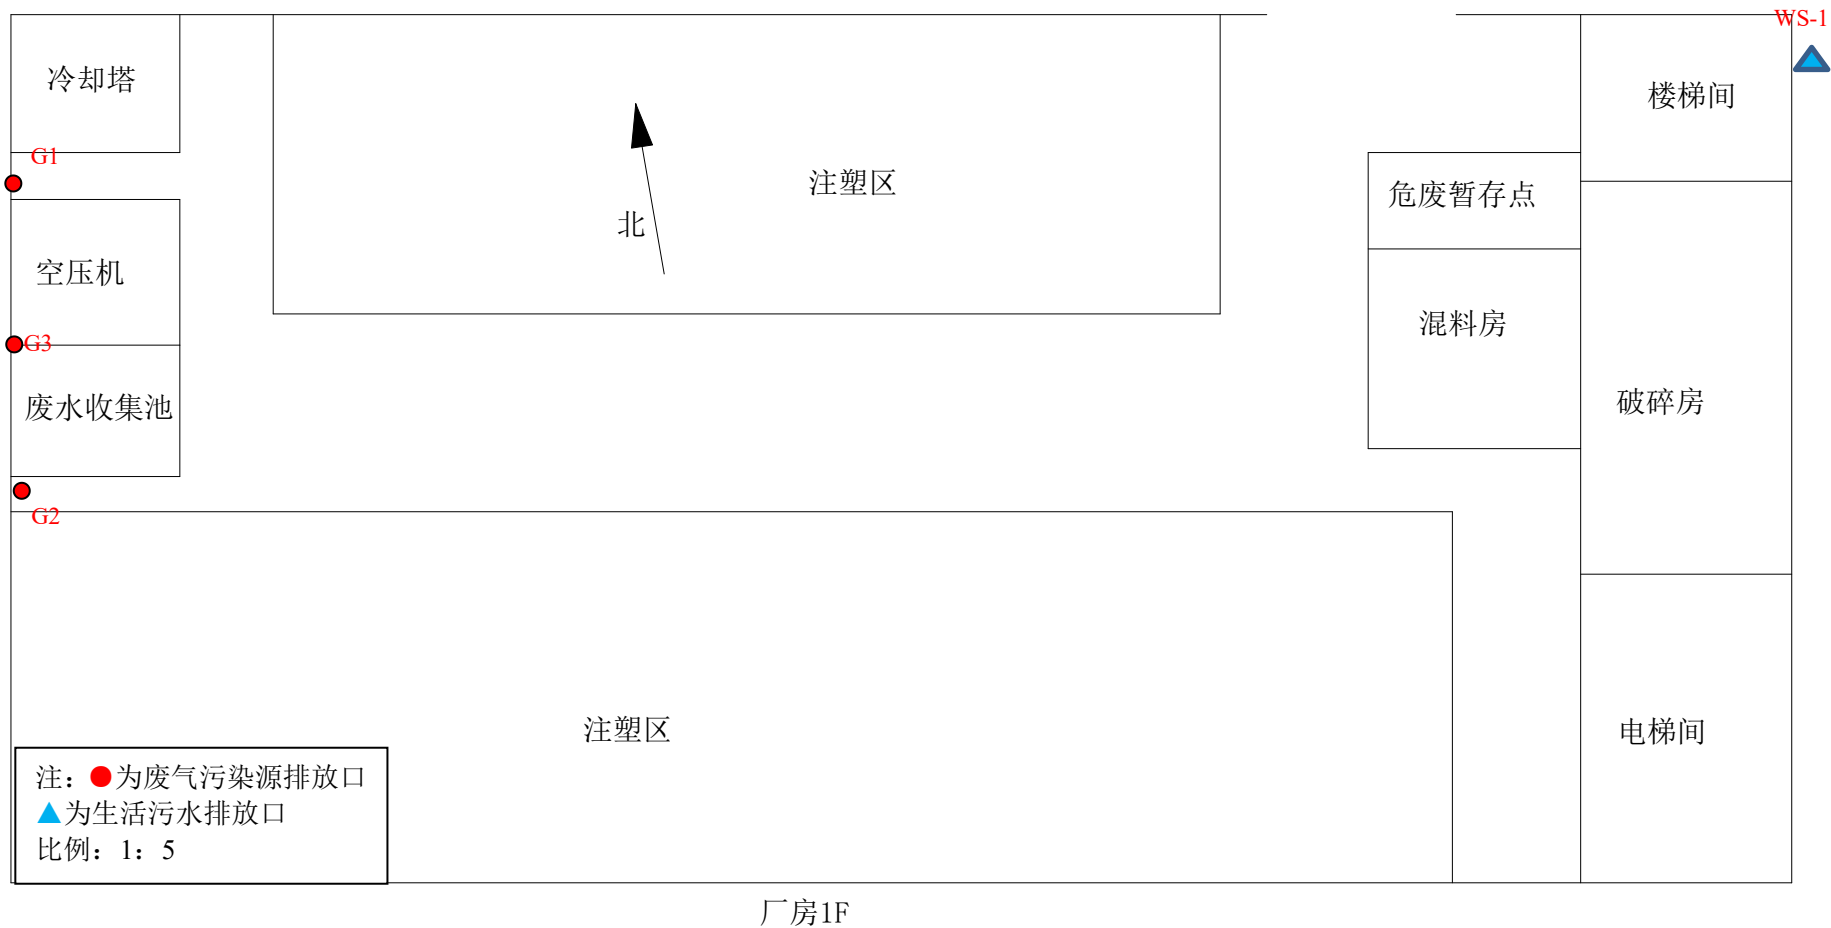 WS-1
冷却塔
楼梯间
G1
注塑区
危废暂存点
北
空压机
混料房
G3
废水收集池
破碎房
G2
注塑区
电梯间
注：●为废气污染源排放口
▲为生活污水排放口
比例：1：5
厂房1F